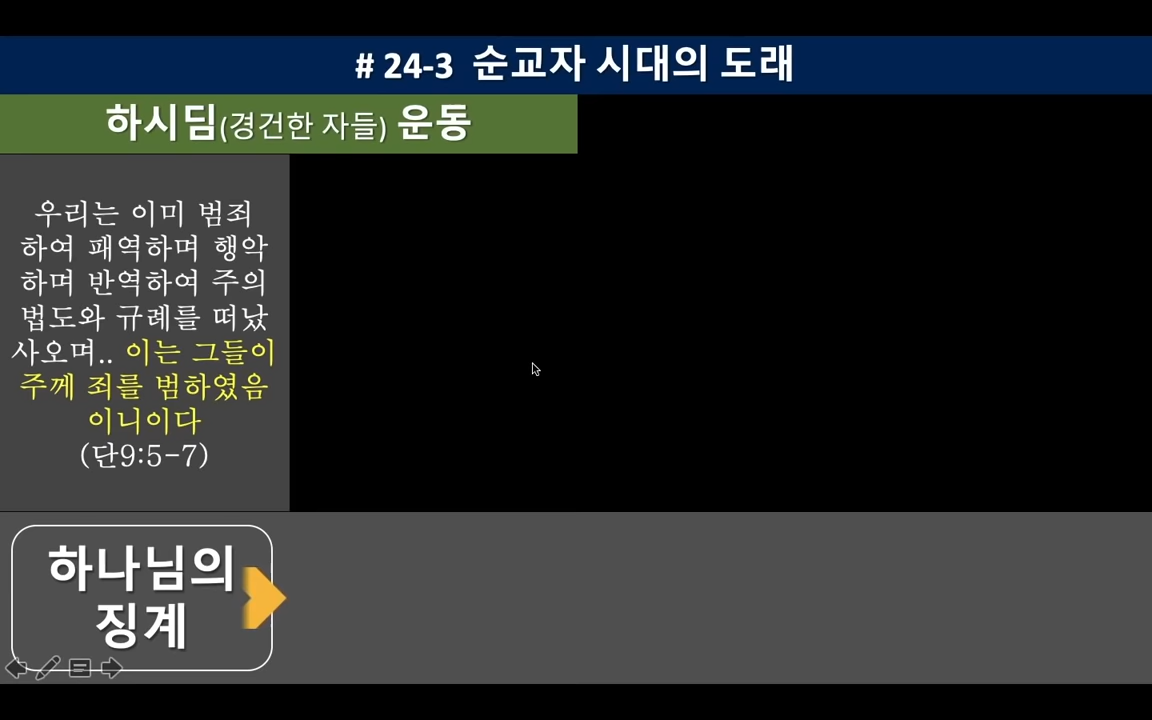 # 24-3 순교자 시대의 도래
하시딤(경건한 자들) 운동
우리는 이미 범죄
하여 패역하며 행악
하며 반역하여 주의
법도와 규례를 떠났
사오며.. 이는 그들이
주께 죄를 범하였음
이니이다
(단9:5-7)
하나님의
징계